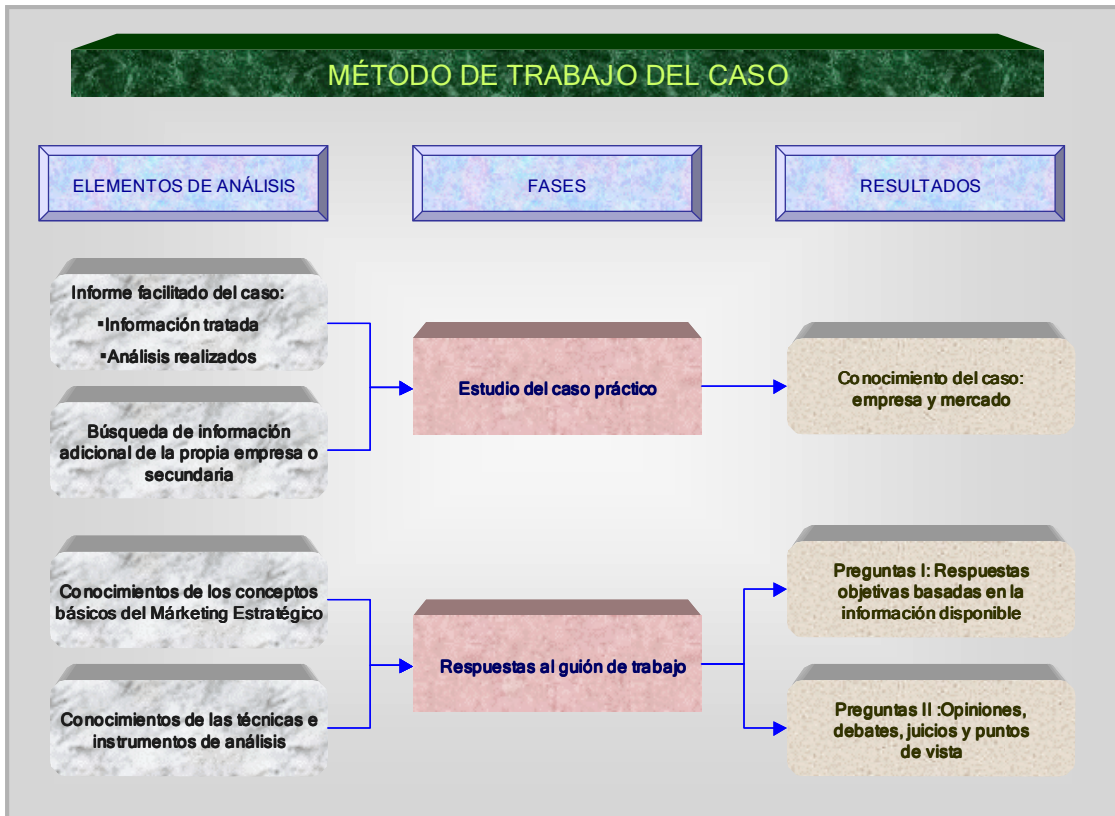 MÉTODO DE TRABAJO DEL CASO
ELEMENTOS DE ANÁLISIS
FASES
RESULTADOS
Informe facilitado del caso:
▪Información tratada
▪Análisis realizados
Búsqueda de información
adicional de la propia empresa o
secundaria
Estudio del caso práctico
Conocimiento del caso:
empresa y mercado
Conocimientos de los conceptos
básicos del Márketing Estratégico
Conocimientos de las técnicas e
instrumentos de análisis
Respuestas al guión de trabajo
Preguntas I: Respuestas
objetivas basadas en la
información disponible
Preguntas II :Opiniones,
debates, juicios y puntos
de vista